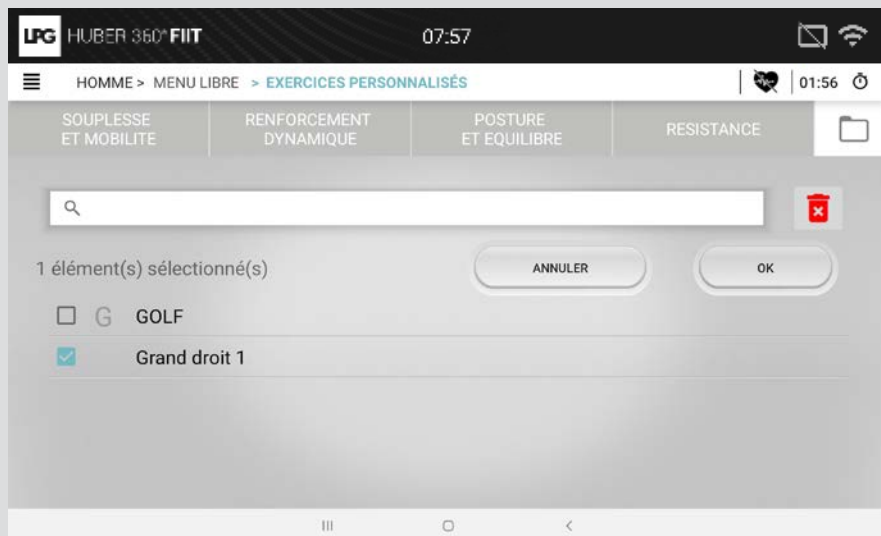 LPG HUBER 360° FIIT 07:57
HOMME > MENU LIBRE > EXERCICES PERSONNALISÉS 01:56
SOUPLESSE
ET MOBILITE
RENFORCEMENT
DYNAMIQUE
POSTURE
ET EQUILIBRE
RESISTANCE
1 élément(s) sélectionné(s) ANNULER OK
G GOLF
Grand droit 1